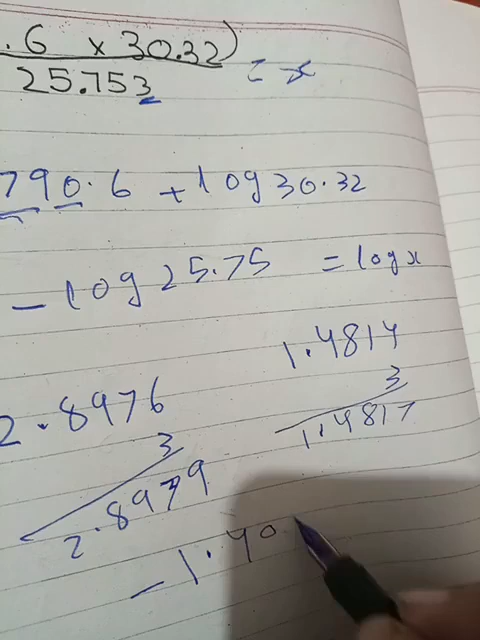 .6 x 30.32)
25.753 = x
790.6 + log 30.32
- log 25.75 = log x
1.4814
3
1.4817
2.8976
3
2.8979
- 1.40